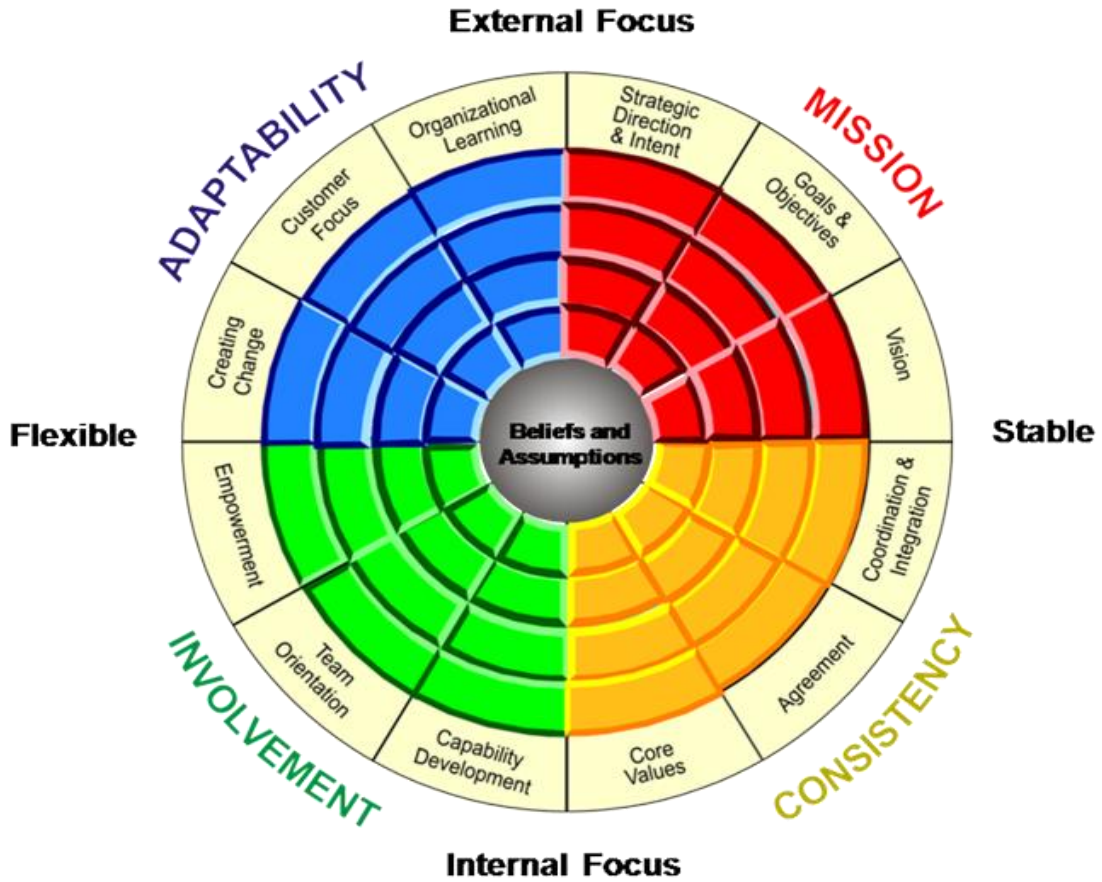 External Focus
ADAPTABILITY
MISSION
Organizational
Learning
Strategic
Direction
& Intent
Customer
Focus
Goals &
Objectives
Creating
Change
Vision
Flexible
Beliefs and
Assumptions
Stable
Empowerment
Coordination &
Integration
Team
Orientation
Agreement
Capability
Development
Core
Values
INVOLVEMENT
CONSISTENCY
Internal Focus